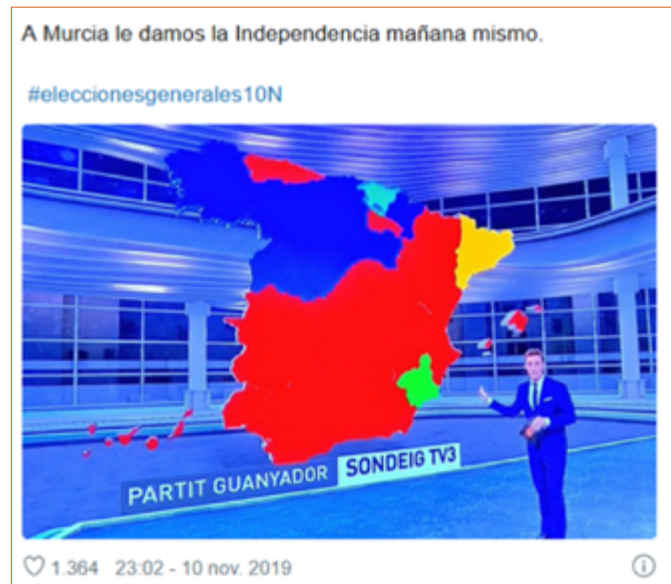 A Murcia le damos la Independencia mañana mismo.
#eleccionesgenerales10N
PARTIT GUANYADOR SONDEIG TV3
1.364 23:02 - 10 nov. 2019